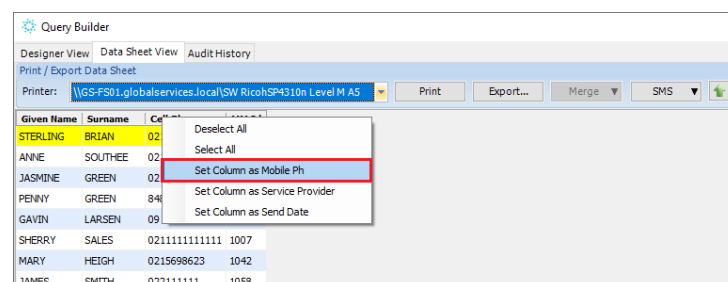 Query Builder
Designer View Data Sheet View Audit History
Print / Export Data Sheet
Printer: \\GS-FS01.globalservices.local\SW RicohSP4310n Level M A5 Print Export... Merge SMS
Given Name Surname
STERLING BRIAN 02
Deselect All
ANNE SOUTHEE 02
Select All
JASMINE GREEN 02
Set Column as Mobile Ph
PENNY GREEN 848
Set Column as Service Provider
GAVIN LARSEN 09
Set Column as Send Date
SHERRY SALES 0211111111111 1007
MARY HEIGH 0215698623 1042
JAMES SMITH 022111111 1058